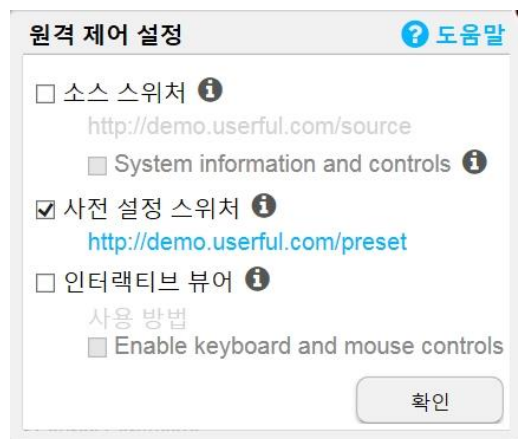 원격 제어 설정 도움말
소스 스위처
http://demo.userful.com/source
System information and controls
사전 설정 스위처
http://demo.userful.com/preset
인터랙티브 뷰어
사용 방법
Enable keyboard and mouse controls
확인